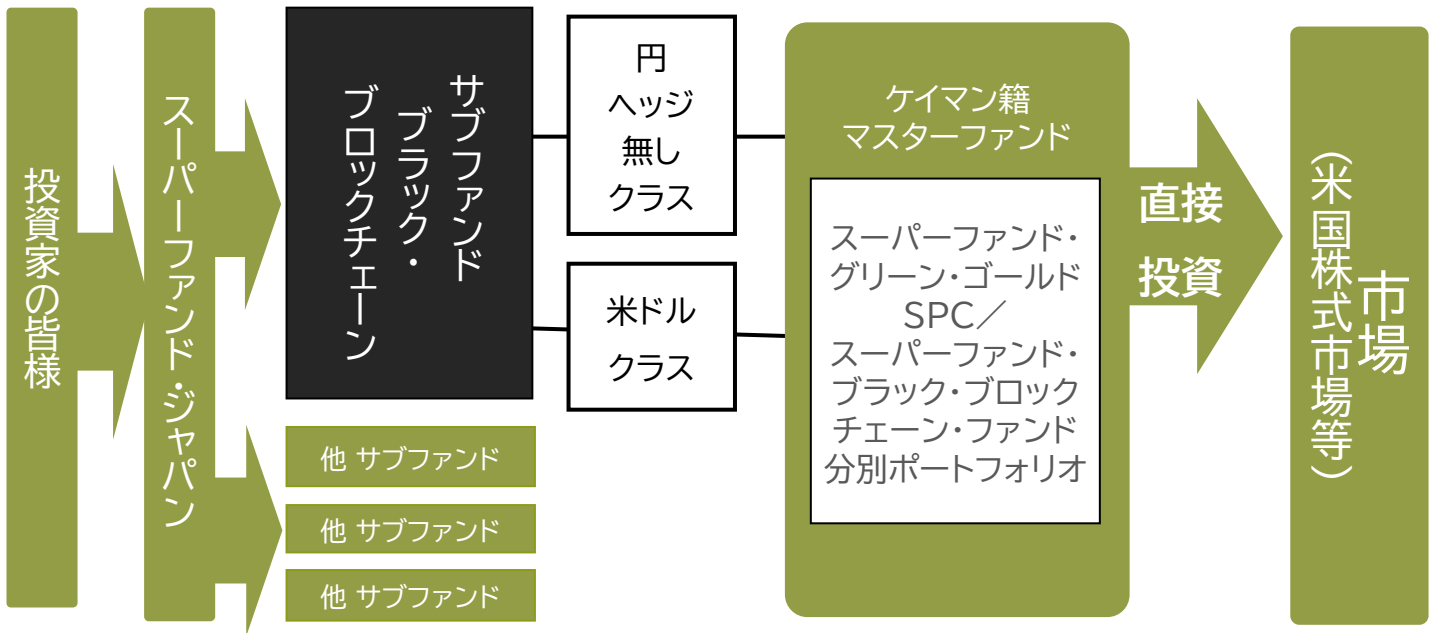 投資家の皆様
スーパーファンド・ジャパン
サブファンド
ブラック・
ブロックチェーン
他 サブファンド
他 サブファンド
他 サブファンド
円
ヘッジ
無し
クラス
米ドル
クラス
ケイマン籍
マスターファンド
スーパーファンド・
グリーン・ゴールド
SPC／
スーパーファンド・
ブラック・ブロック
チェーン・ファンド
分別ポートフォリオ
直接
投資
市場
(米国株式市場等)